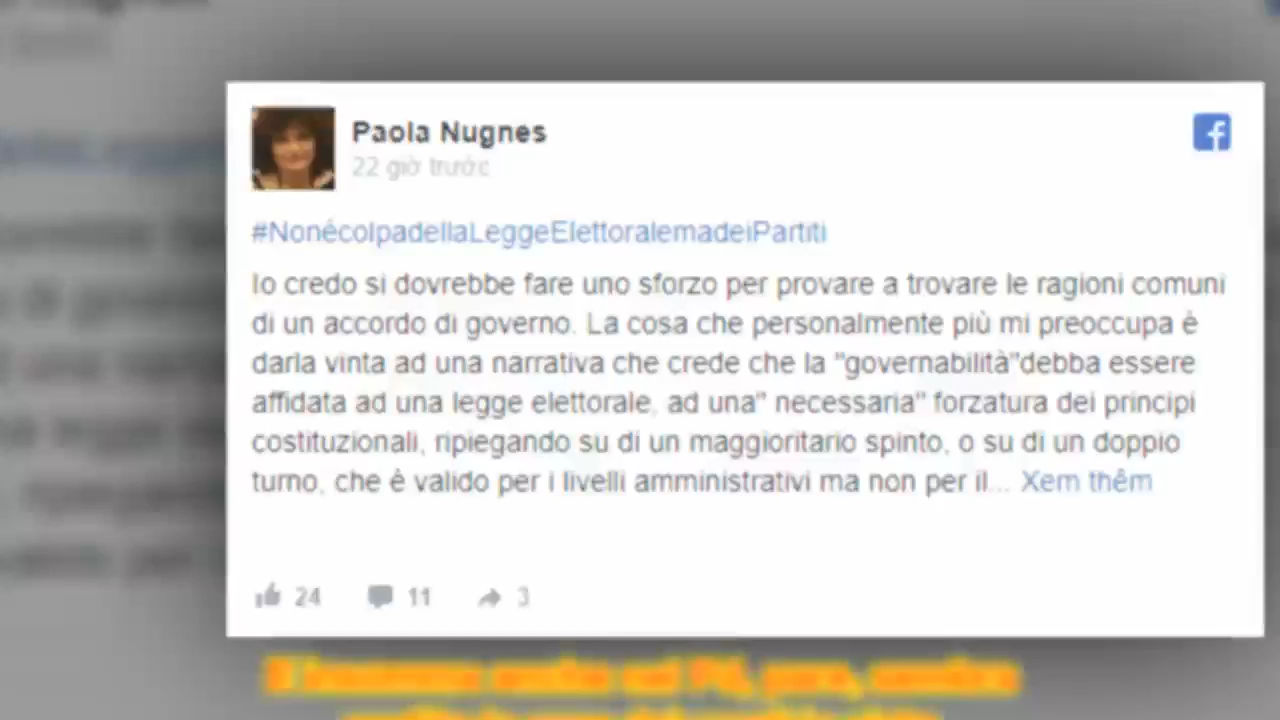 Paola Nugnes
22 giờ trước
#NonécolpadellaLeggeElettoralemadeiPartiti
Io credo si dovrebbe fare uno sforzo per provare a trovare le ragioni comuni
di un accordo di governo. La cosa che personalmente più mi preoccupa è
darla vinta ad una narrativa che crede che la "governabilità"debba essere
affidata ad una legge elettorale, ad una" necessaria" forzatura dei principi
costituzionali, ripiegando su di un maggioritario spinto, o su di un doppio
turno, che è valido per i livelli amministrativi ma non per il... Xem thêm
24 11 3